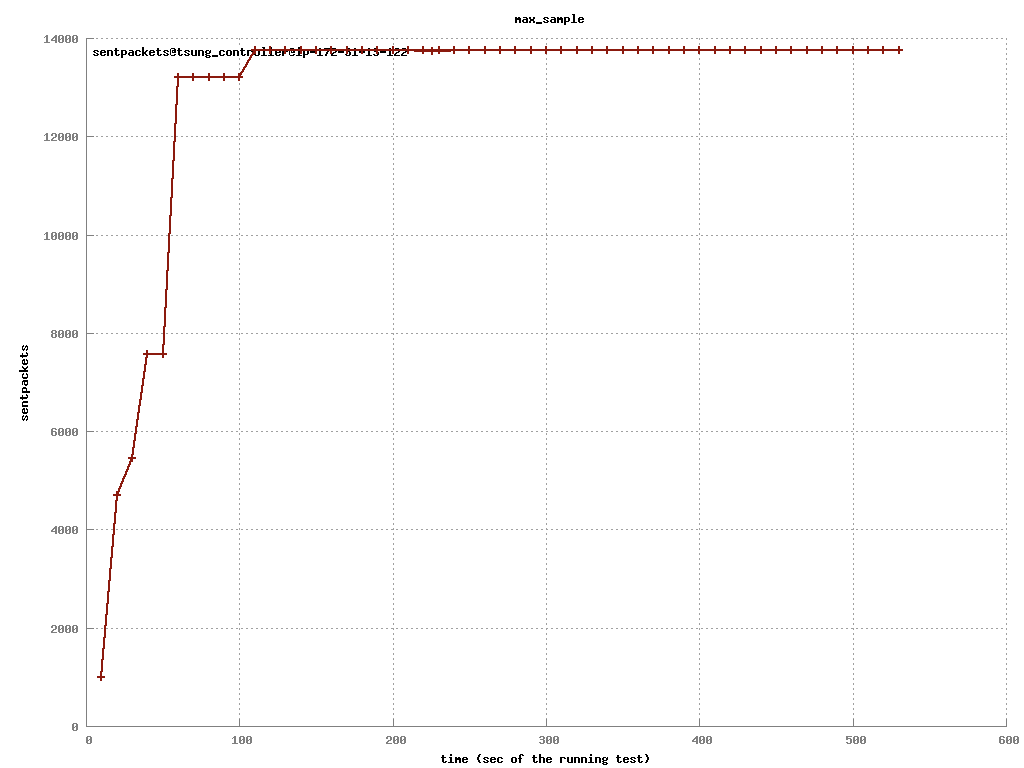 max_sample
14000
sentpackets@tsung_controller@ip-172-31-13-122
12000
10000
8000
sentpackets
6000
4000
2000
0
0 100 200 300 400 500 600
time (sec of the running test)